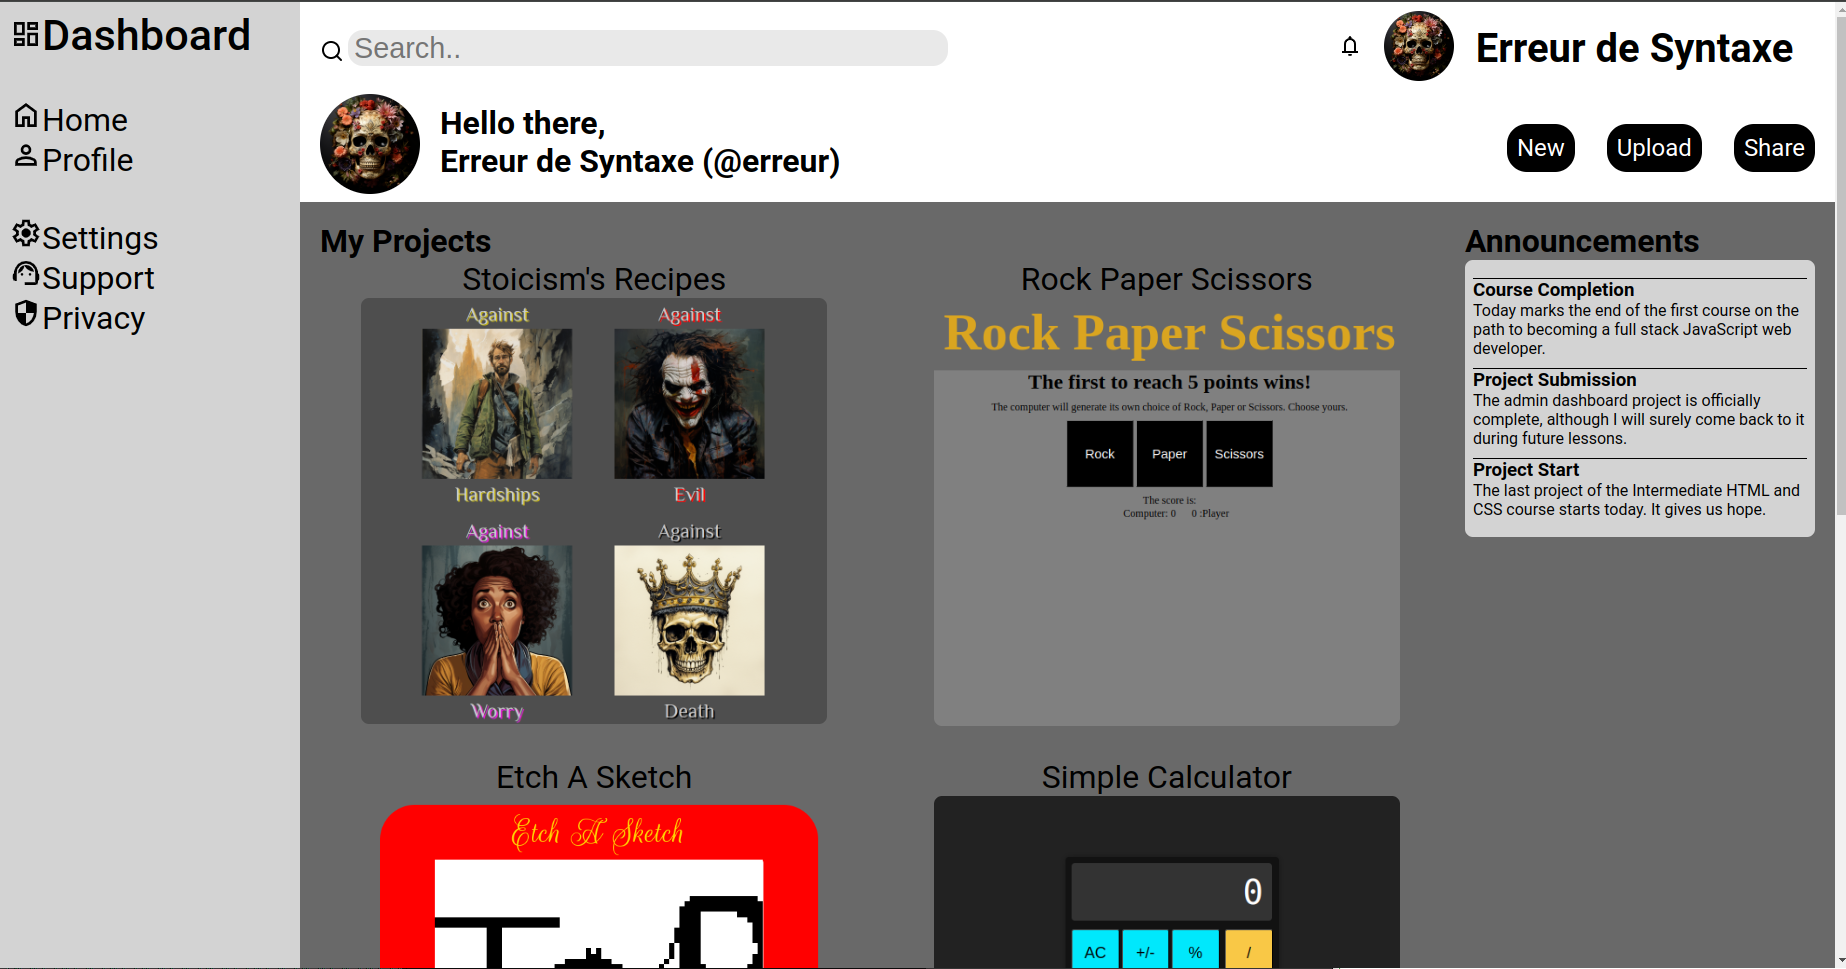 Dashboard
Home
Profile
Settings
Support
Privacy
Search..
Erreur de Syntaxe
Hello there,
Erreur de Syntaxe (@erreur)
New
Upload
Share
My Projects
Stoicism's Recipes
Against
Against
Hardships
Evil
Against
Against
Worry
Death
Rock Paper Scissors
Rock Paper Scissors
The first to reach 5 points wins!
The computer will generate its own choice of Rock, Paper or Scissors. Choose yours.
Rock
Paper
Scissors
The score is:
Computer: 0 0 :Player
Etch A Sketch
Etch A Sketch
Simple Calculator
0
AC
+/-
%
/
Announcements
Course Completion
Today marks the end of the first course on the
path to becoming a full stack JavaScript web
developer.
Project Submission
The admin dashboard project is officially
complete, although I will surely come back to it
during future lessons.
Project Start
The last project of the Intermediate HTML and
CSS course starts today. It gives us hope.